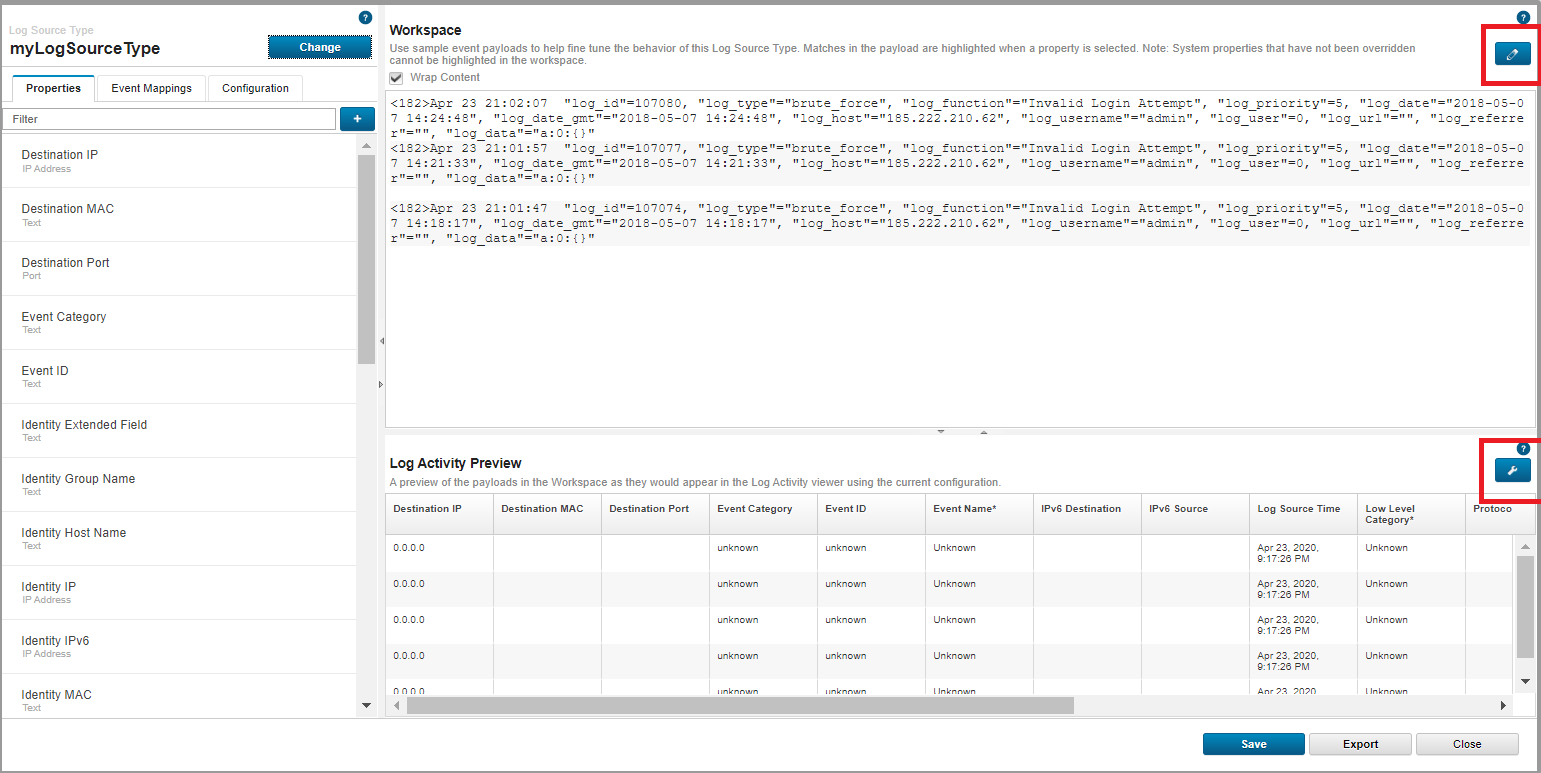 ?
Log Source Type
myLogSourceType
Change
Properties
Event Mappings
Configuration
Filter
+
Destination IP
IP Address
Destination MAC
Text
Destination Port
Port
Event Category
Text
Event ID
Text
Identity Extended Field
Text
Identity Group Name
Text
Identity Host Name
Text
Identity IP
IP Address
Identity IPv6
IP Address
Identity MAC
Text
?
Workspace
Use sample event payloads to help fine tune the behavior of this Log Source Type. Matches in the payload are highlighted when a property is selected. Note: System properties that have not been overridden
cannot be highlighted in the workspace.
Wrap Content
<182>Apr 23 21:02:07  "log_id"=107080, "log_type"="brute_force", "log_function"="Invalid Login Attempt", "log_priority"=5, "log_date"="2018-05-0
7 14:24:48", "log_date_gmt"="2018-05-07 14:24:48", "log_host"="185.222.210.62", "log_username"="admin", "log_user"=0, "log_url"="", "log_referre
r"="", "log_data"="a:0:{}"
<182>Apr 23 21:01:57  "log_id"=107077, "log_type"="brute_force", "log_function"="Invalid Login Attempt", "log_priority"=5, "log_date"="2018-05-0
7 14:21:33", "log_date_gmt"="2018-05-07 14:21:33", "log_host"="185.222.210.62", "log_username"="admin", "log_user"=0, "log_url"="", "log_referre
r"="", "log_data"="a:0:{}"
<182>Apr 23 21:01:47  "log_id"=107074, "log_type"="brute_force", "log_function"="Invalid Login Attempt", "log_priority"=5, "log_date"="2018-05-0
7 14:18:17", "log_date_gmt"="2018-05-07 14:18:17", "log_host"="185.222.210.62", "log_username"="admin", "log_user"=0, "log_url"="", "log_referre
r"="", "log_data"="a:0:{}"
?
Log Activity Preview
A preview of the payloads in the Workspace as they would appear in the Log Activity viewer using the current configuration.
Destination IP Destination MAC Destination Port Event Category Event ID Event Name* IPv6 Destination IPv6 Source Log Source Time Low Level Protoco
Category*
0.0.0.0 unknown unknown Unknown Apr 23, 2020, Unknown
9:17:26 PM
0.0.0.0 unknown unknown Unknown Apr 23, 2020, Unknown
9:17:26 PM
0.0.0.0 unknown unknown Unknown Apr 23, 2020, Unknown
9:17:26 PM
0.0.0.0 unknown unknown Unknown Apr 23, 2020, Unknown
9:17:26 PM
0.0.0.0 unknown unknown Unknown Apr 23, 2020, Unknown
Save
Export
Close